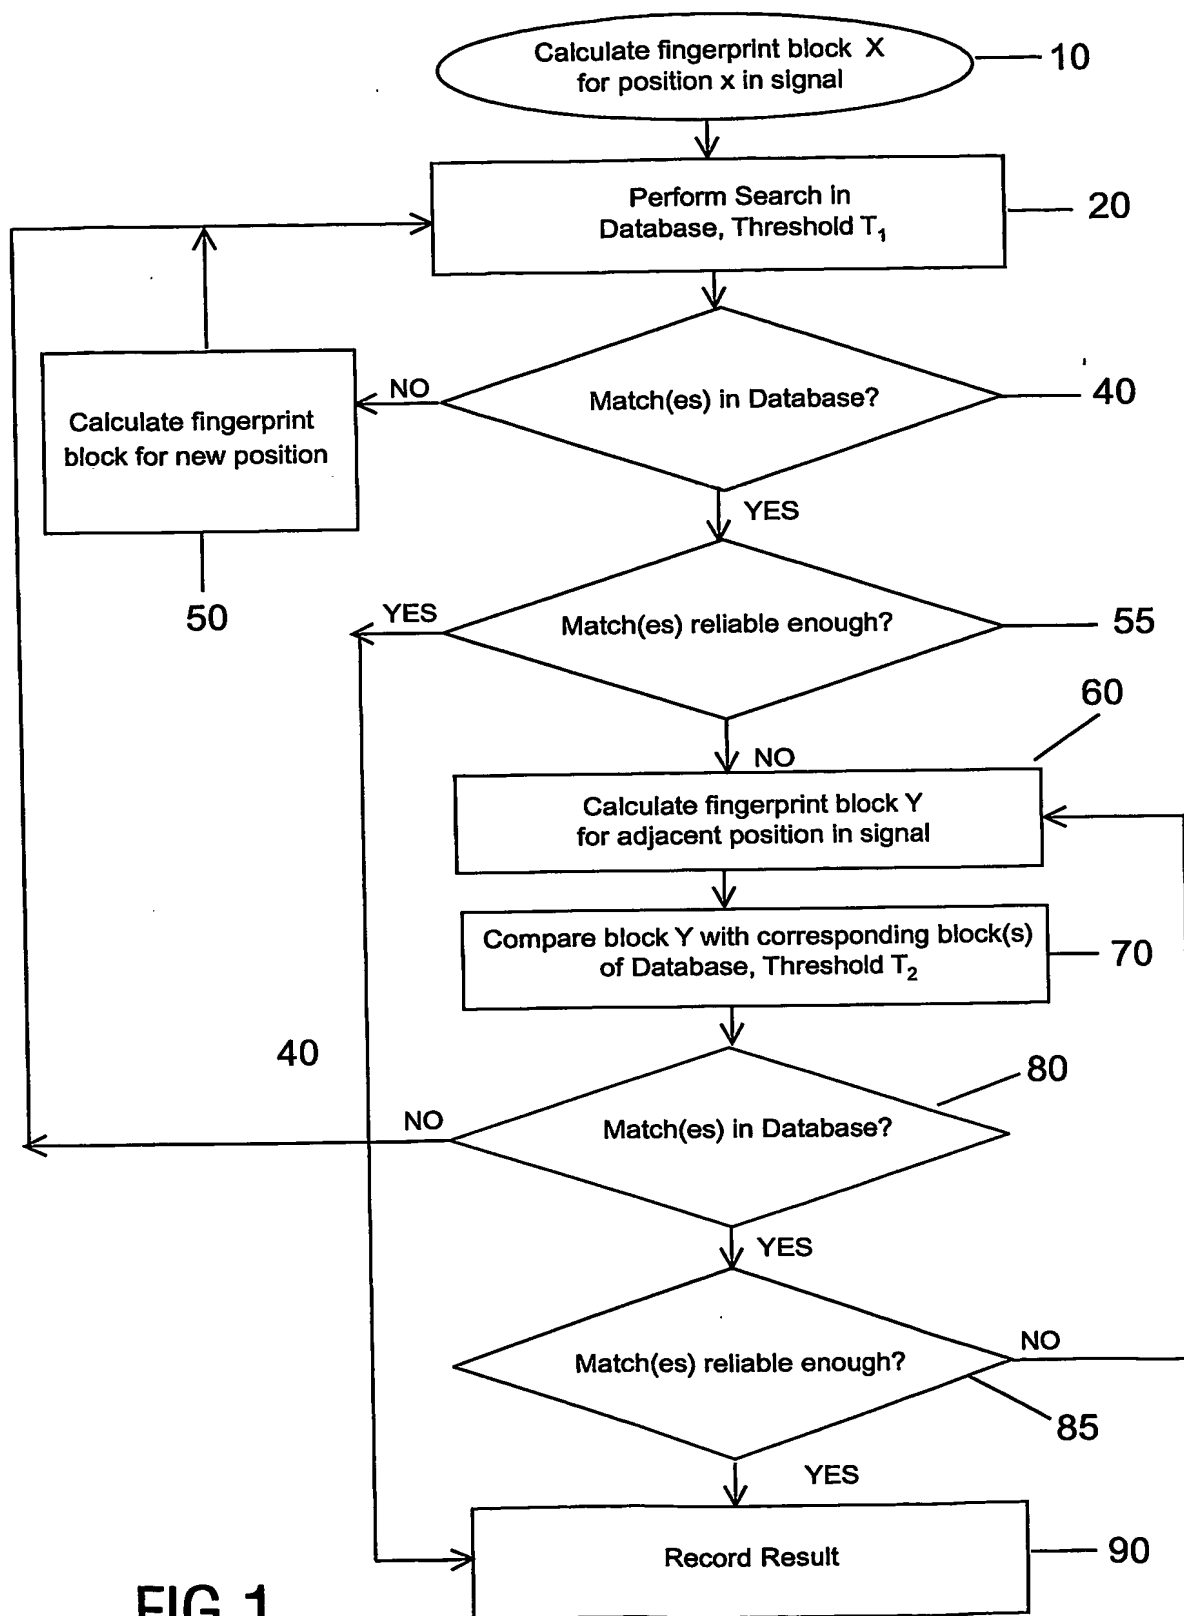 Calculate fingerprint block X
for position x in signal
10
Perform Search in
Database, Threshold T1
20
NO
Match(es) in Database?
40
Calculate fingerprint
block for new position
50
YES
YES
Match(es) reliable enough?
55
60
NO
Calculate fingerprint block Y
for adjacent position in signal
Compare block Y with corresponding block(s)
of Database, Threshold T2
70
40
80
NO
Match(es) in Database?
YES
NO
Match(es) reliable enough?
85
YES
Record Result
90
FIG.1